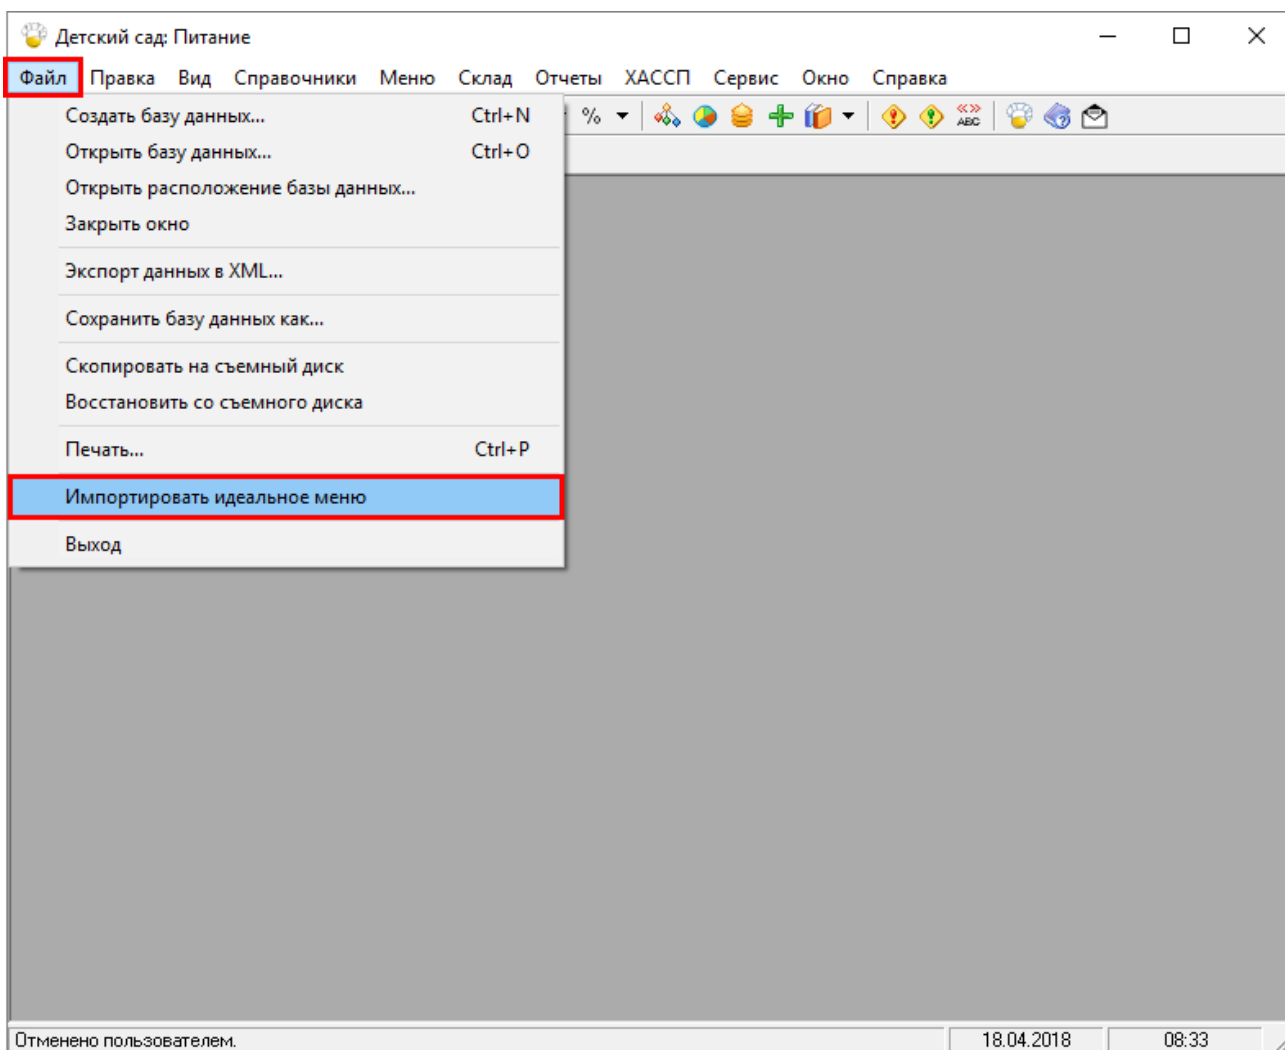 Детский сад: Питание
Файл Правка Вид Справочники Меню Склад Отчеты ХАССП Сервис Окно Справка
Создать базу данных... Ctrl+N % ABC
Открыть базу данных... Ctrl+O
Открыть расположение базы данных...
Закрыть окно
Экспорт данных в XML...
Сохранить базу данных как...
Скопировать на съемный диск
Восстановить со съемного диска
Печать... Ctrl+P
Импортировать идеальное меню
Выход
Отменено пользователем. 18.04.2018 08:33